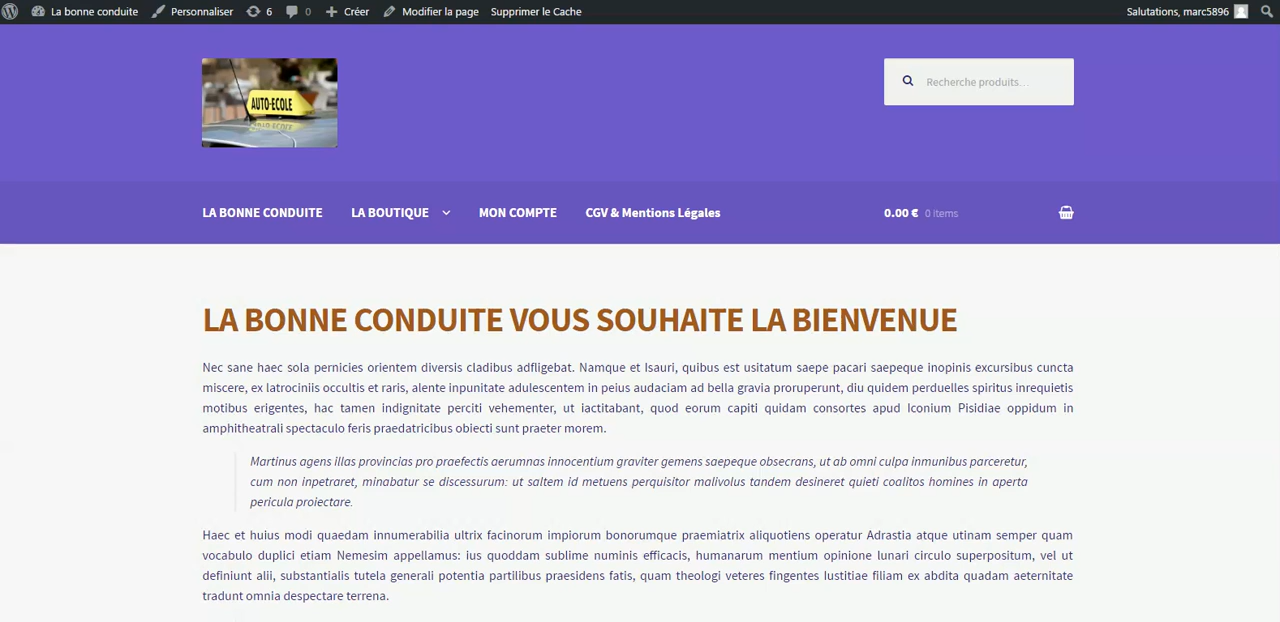 La bonne conduite Personnaliser 6 0 Créer Modifier la page Supprimer le Cache Salutations, marc5896
AUTO-ECOLE
Recherche produits…
LA BONNE CONDUITE LA BOUTIQUE MON COMPTE CGV & Mentions Légales 0.00 € 0 items
LA BONNE CONDUITE VOUS SOUHAITE LA BIENVENUE
Nec sane haec sola pernicies orientem diversis cladibus adfligebat. Namque et Isauri, quibus est usitatum saepe pacari saepeque inopinis excursibus cuncta
miscere, ex latrociniis occultis et raris, alente inpunitate adulescentem in peius audaciam ad bella gravia proruperunt, diu quidem perduelles spiritus inrequietis
motibus erigentes, hac tamen indignitate perciti vehementer, ut iactitabant, quod eorum capiti quidam consortes apud Iconium Pisidiae oppidum in
amphitheatrali spectaculo feris praedatricibus obiecti sunt praeter morem.
Martinus agens illas provincias pro praefectis aerumnas innocentium graviter gemens saepeque obsecrans, ut ab omni culpa inmunibus parceretur,
cum non inpetraret, minabatur se discessurum: ut saltem id metuens perquisitor malivolus tandem desineret quieti coalitos homines in aperta
pericula proiectare.
Haec et huius modi quaedam innumerabilia ultrix facinorum impiorum bonorumque praemiatrix aliquotiens operatur Adrastia atque utinam semper quam
vocabulo duplici etiam Nemesim appellamus: ius quoddam sublime numinis efficacis, humanarum mentium opinione lunari circulo superpositum, vel ut
definiunt alii, substantialis tutela generali potentia partilibus praesidens fatis, quam theologi veteres fingentes Iustitiae filiam ex abdita quadam aeternitate
tradunt omnia despectare terrena.